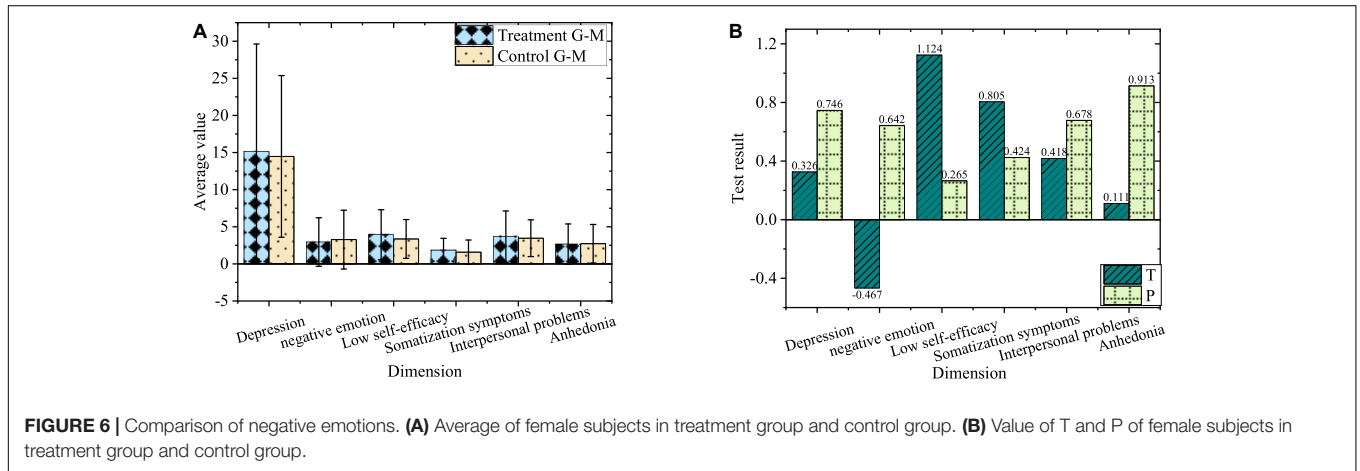 A
30
25
20
15
10
5
0
-5
Average value
Treatment G-M
Control G-M
Depression
negative emotion
Low self-efficacy
Somatization symptoms
Interpersonal problems
Anhedonia
Dimension
B
1.2
0.8
0.4
0.0
-0.4
Test result
0.326
0.746
-0.467
0.642
1.124
0.265
0.805
0.424
0.418
0.678
0.111
0.913
T
P
Depression
negative emotion
Low self-efficacy
Somatization symptoms
Interpersonal problems
Anhedonia
Dimension
FIGURE 6 | Comparison of negative emotions. (A) Average of female subjects in treatment group and control group. (B) Value of T and P of female subjects in
treatment group and control group.